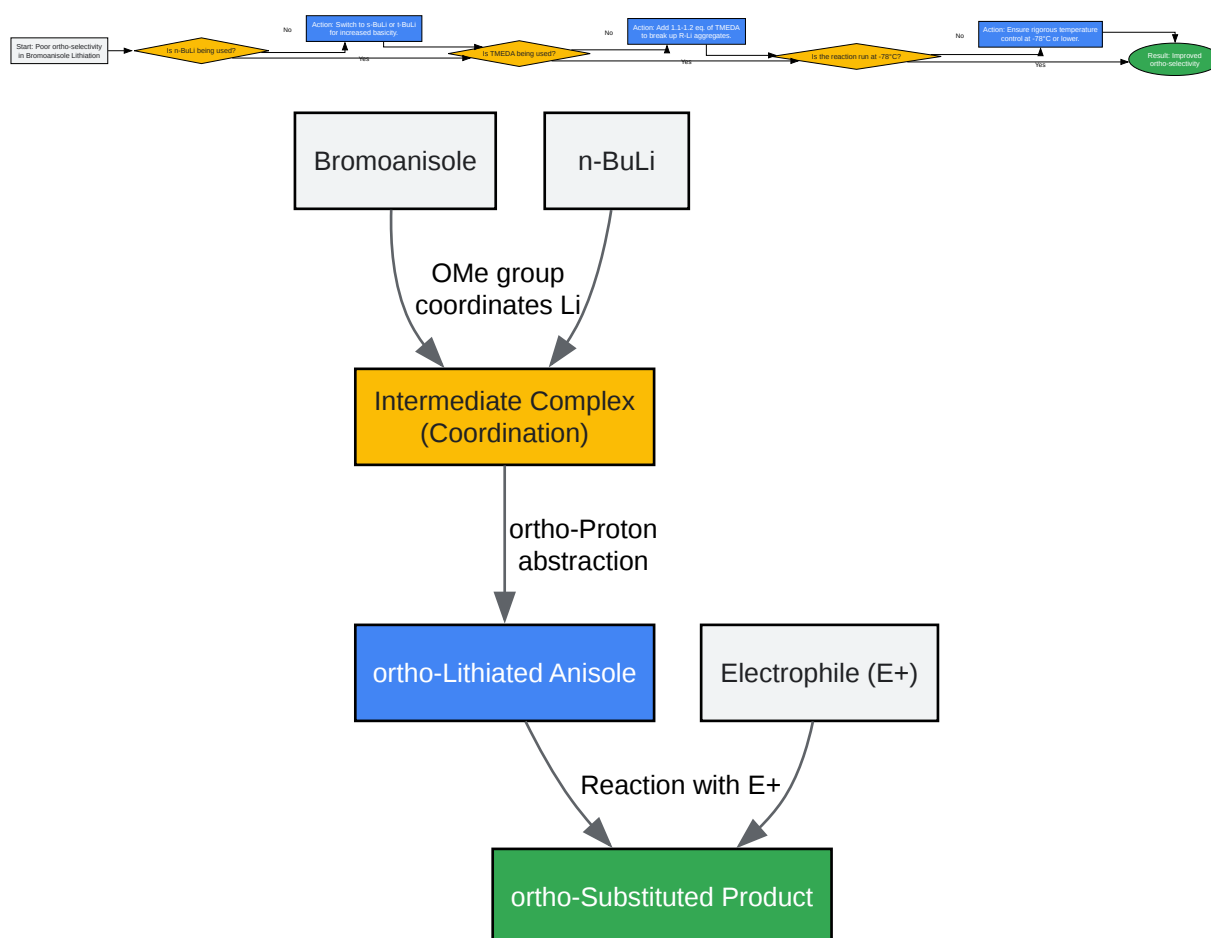 Start: Poor ortho-selectivity
in Bromoanisole Lithiation
Is n-BuLi being used?
No
Action: Switch to s-BuLi or t-BuLi
for increased basicity.
Yes
Is TMEDA being used?
No
Action: Add 1.1-1.2 eq. of TMEDA
to break up R-Li aggregates.
Yes
Is the reaction run at -78°C?
No
Action: Ensure rigorous temperature
control at -78°C or lower.
Yes
Result: Improved
ortho-selectivity
Bromoanisole
n-BuLi
OMe group
coordinates Li
Intermediate Complex
(Coordination)
ortho-Proton
abstraction
ortho-Lithiated Anisole
Electrophile (E+)
Reaction with E+
ortho-Substituted Product